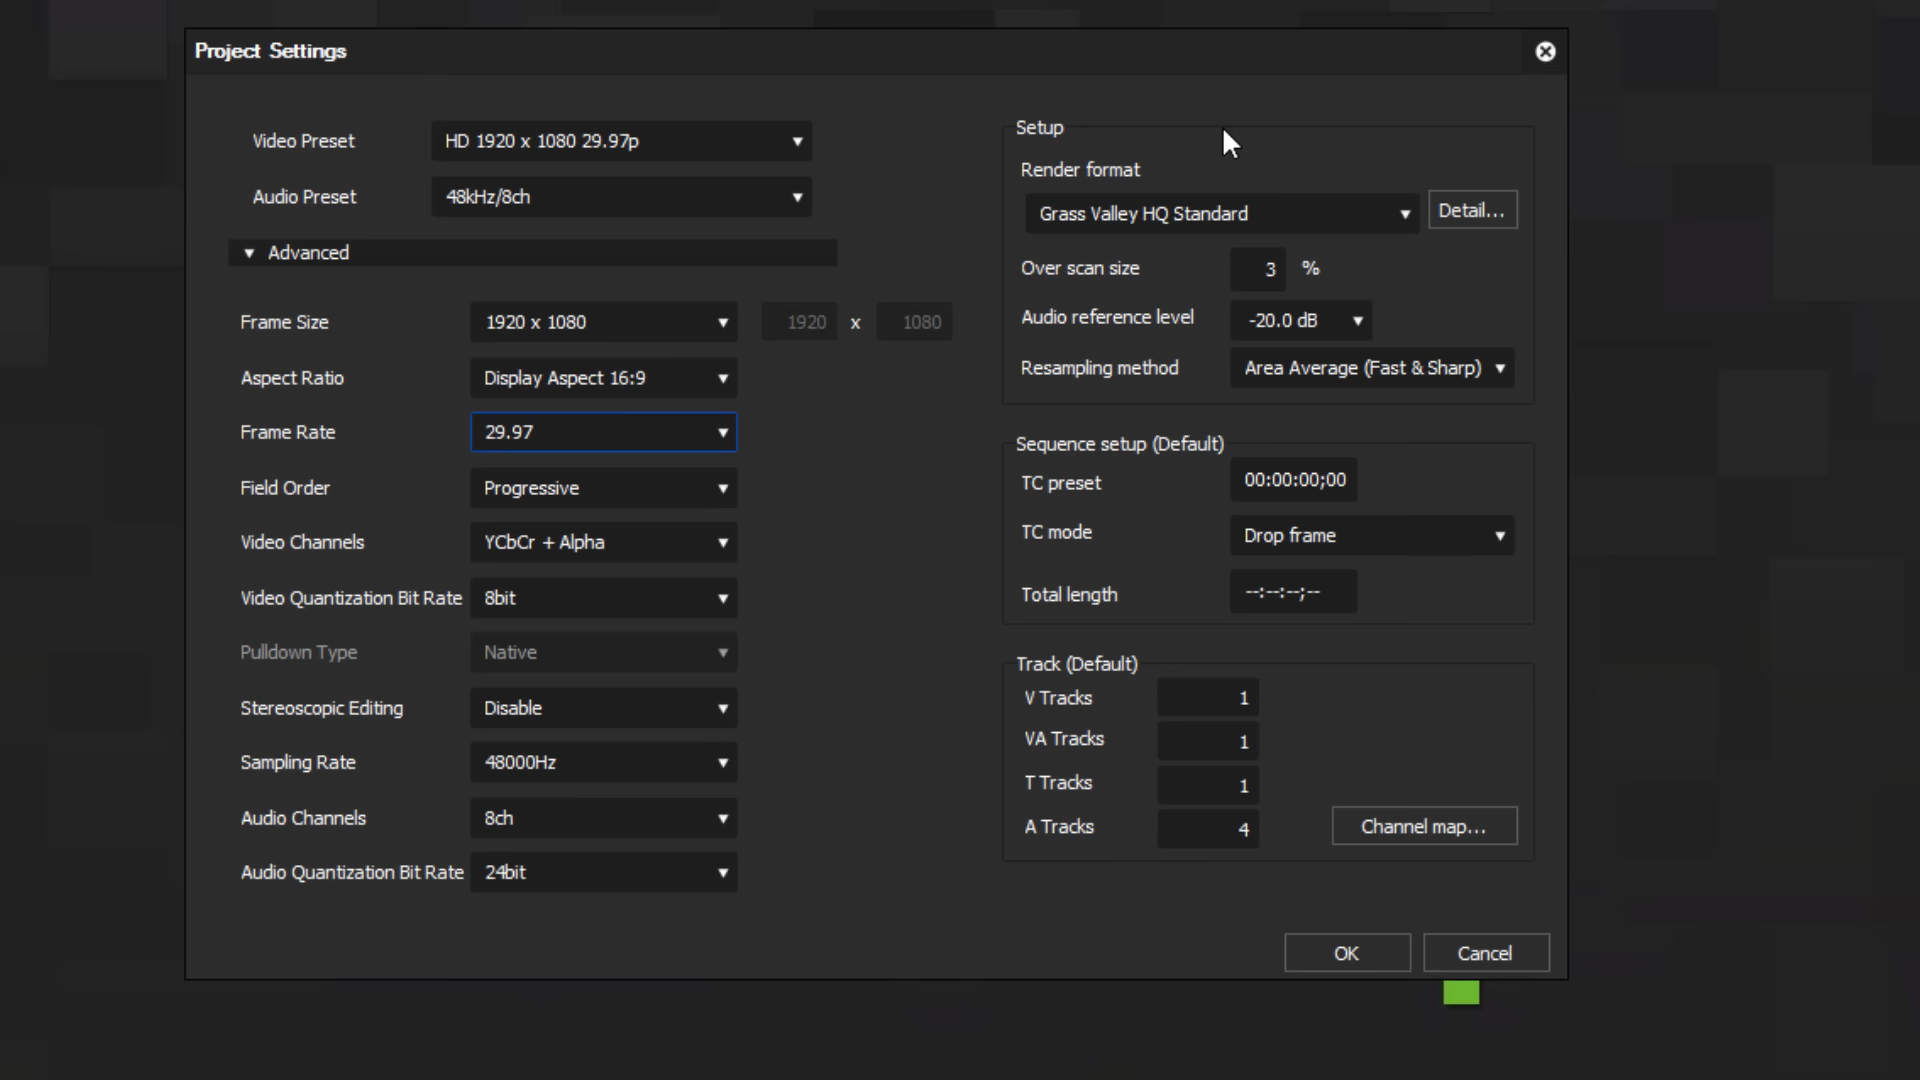 Project Settings
Video Preset
HD 1920 x 1080 29.97p
Audio Preset
48kHz/8ch
Advanced
Frame Size
1920 x 1080
1920 x 1080
Aspect Ratio
Display Aspect 16:9
Frame Rate
29.97
Field Order
Progressive
Video Channels
YCbCr + Alpha
Video Quantization Bit Rate
8bit
Pulldown Type
Native
Stereoscopic Editing
Disable
Sampling Rate
48000Hz
Audio Channels
8ch
Audio Quantization Bit Rate
24bit
Setup
Render format
Grass Valley HQ Standard
Detail...
Over scan size
3 %
Audio reference level
-20.0 dB
Resampling method
Area Average (Fast & Sharp)
Sequence setup (Default)
TC preset
00:00:00;00
TC mode
Drop frame
Total length
--:--:--;--
Track (Default)
V Tracks
1
VA Tracks
1
T Tracks
1
A Tracks
4
Channel map...
OK
Cancel